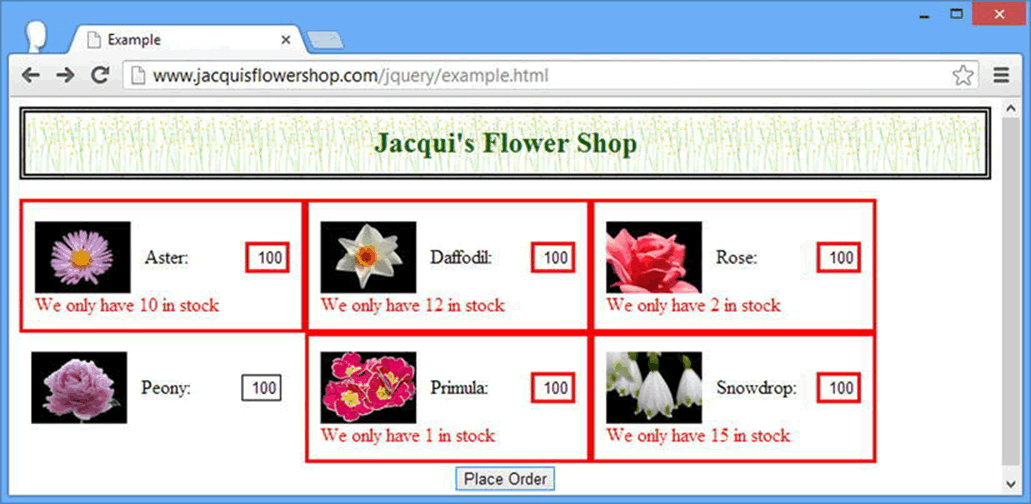 Example
www.jacquisflowershop.com/jquery/example.html
Jacqui's Flower Shop
Aster: 100 Daffodil: 100 Rose: 100
We only have 10 in stock We only have 12 in stock We only have 2 in stock
Peony: 100 Primula: 100 Snowdrop: 100
We only have 1 in stock We only have 15 in stock
Place Order